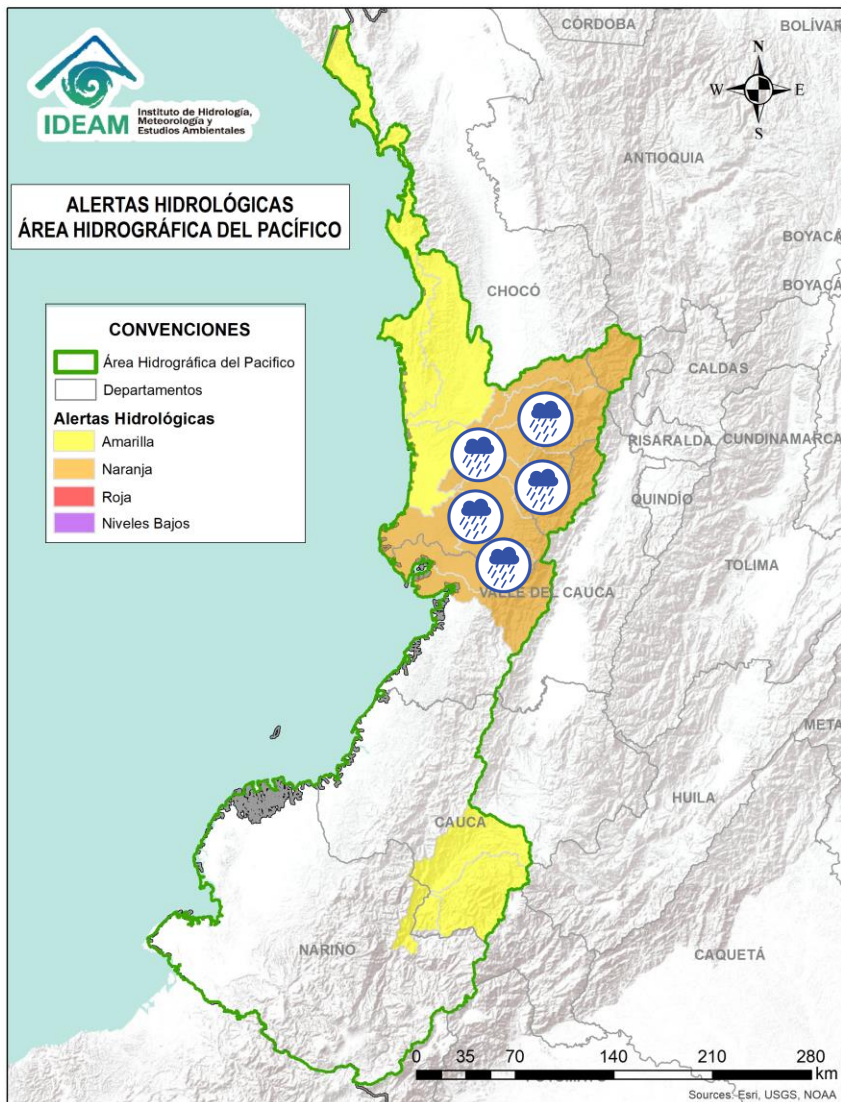 CÓRDOBA
BOLÍVAR
N
W
E
S
IDEAM
Instituto de Hidrología,
Meteorología y
Estudios Ambientales
ANTIOQUIA
ALERTAS HIDROLÓGICAS
ÁREA HIDROGRÁFICA DEL PACÍFICO
BOYACÁ
BOYACÁ
CHOCÓ
CONVENCIONES
Área Hidrográfica del Pacifico
Departamentos
Alertas Hidrológicas
Amarilla
Naranja
Roja
Niveles Bajos
CALDAS
RISARALDA
CUNDINAMARCA
QUINDÍO
TOLIMA
VALLE DEL CAUCA
META
HUILA
CAUCA
NARIÑO
CAQUETÁ
0 35 70 140 210 280
km
Sources: Esri, USGS, NOAA